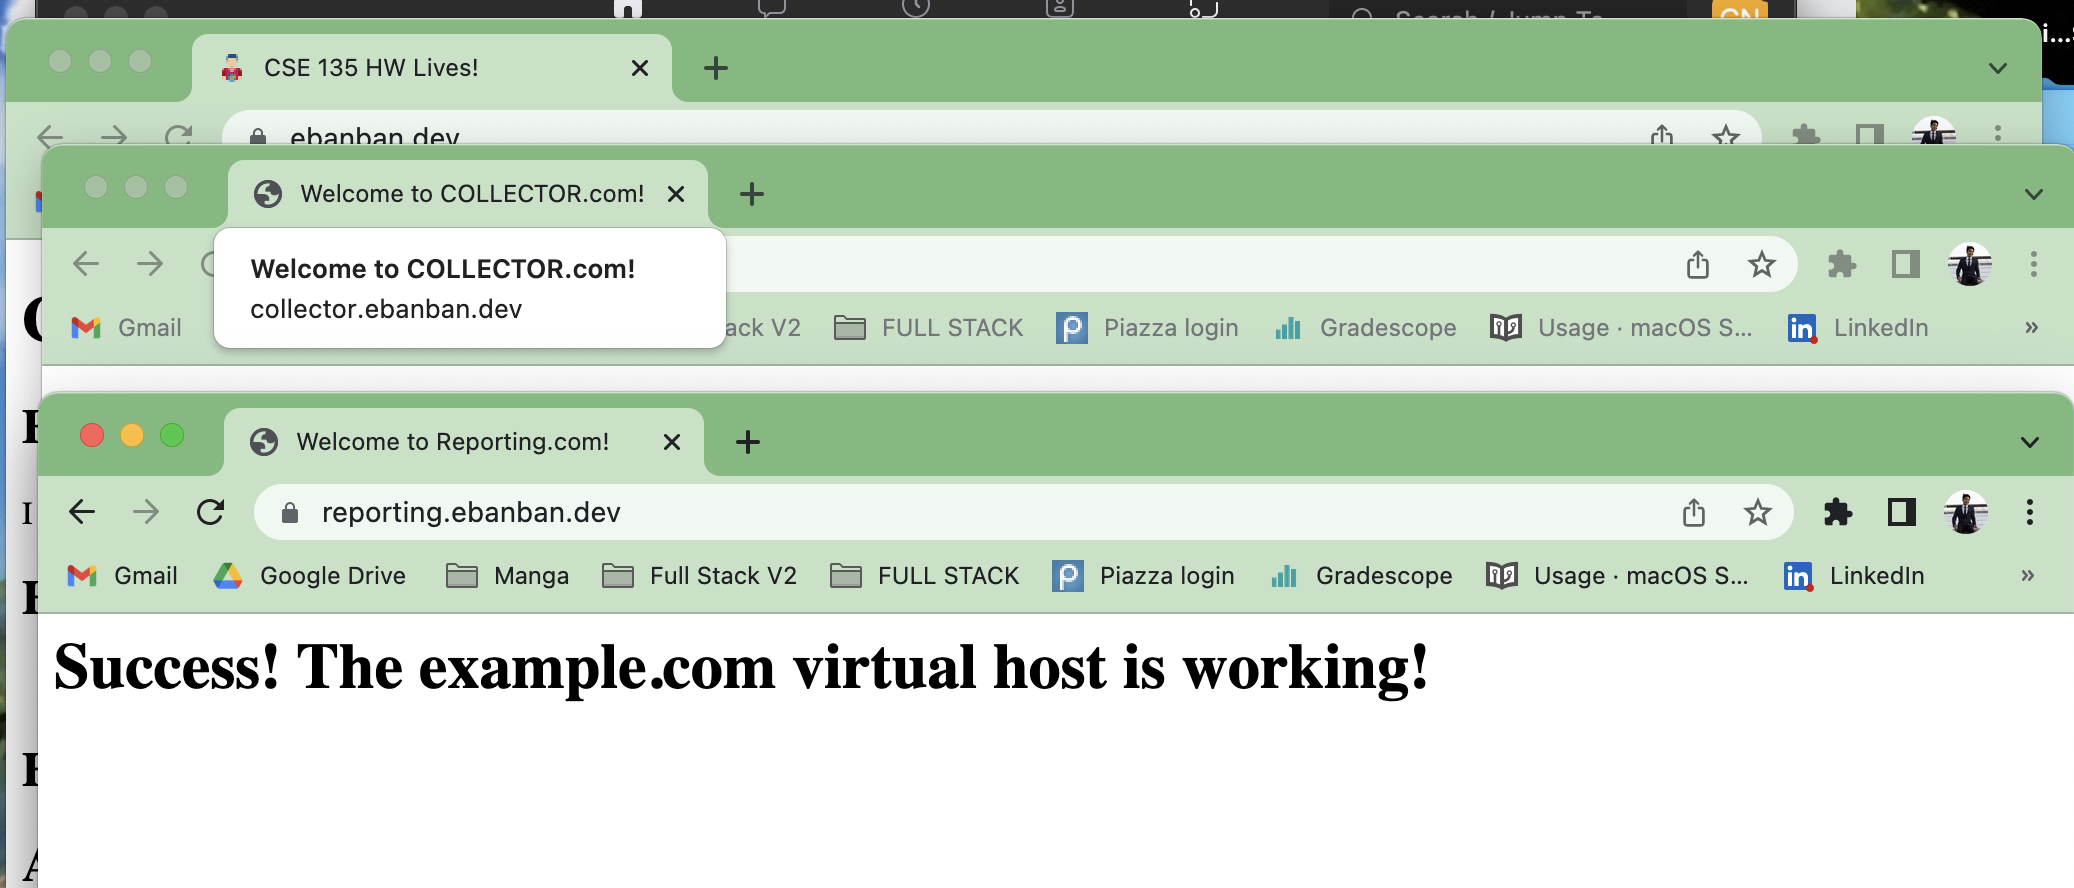 CSE 135 HW Lives!
ebanban.dev
Welcome to COLLECTOR.com!
Welcome to COLLECTOR.com!
collector.ebanban.dev
Gmail ack V2 FULL STACK Piazza login Gradescope Usage · macOS S... LinkedIn »
Welcome to Reporting.com!
reporting.ebanban.dev
Gmail Google Drive Manga Full Stack V2 FULL STACK Piazza login Gradescope Usage · macOS S... LinkedIn »
I
Success! The example.com virtual host is working!